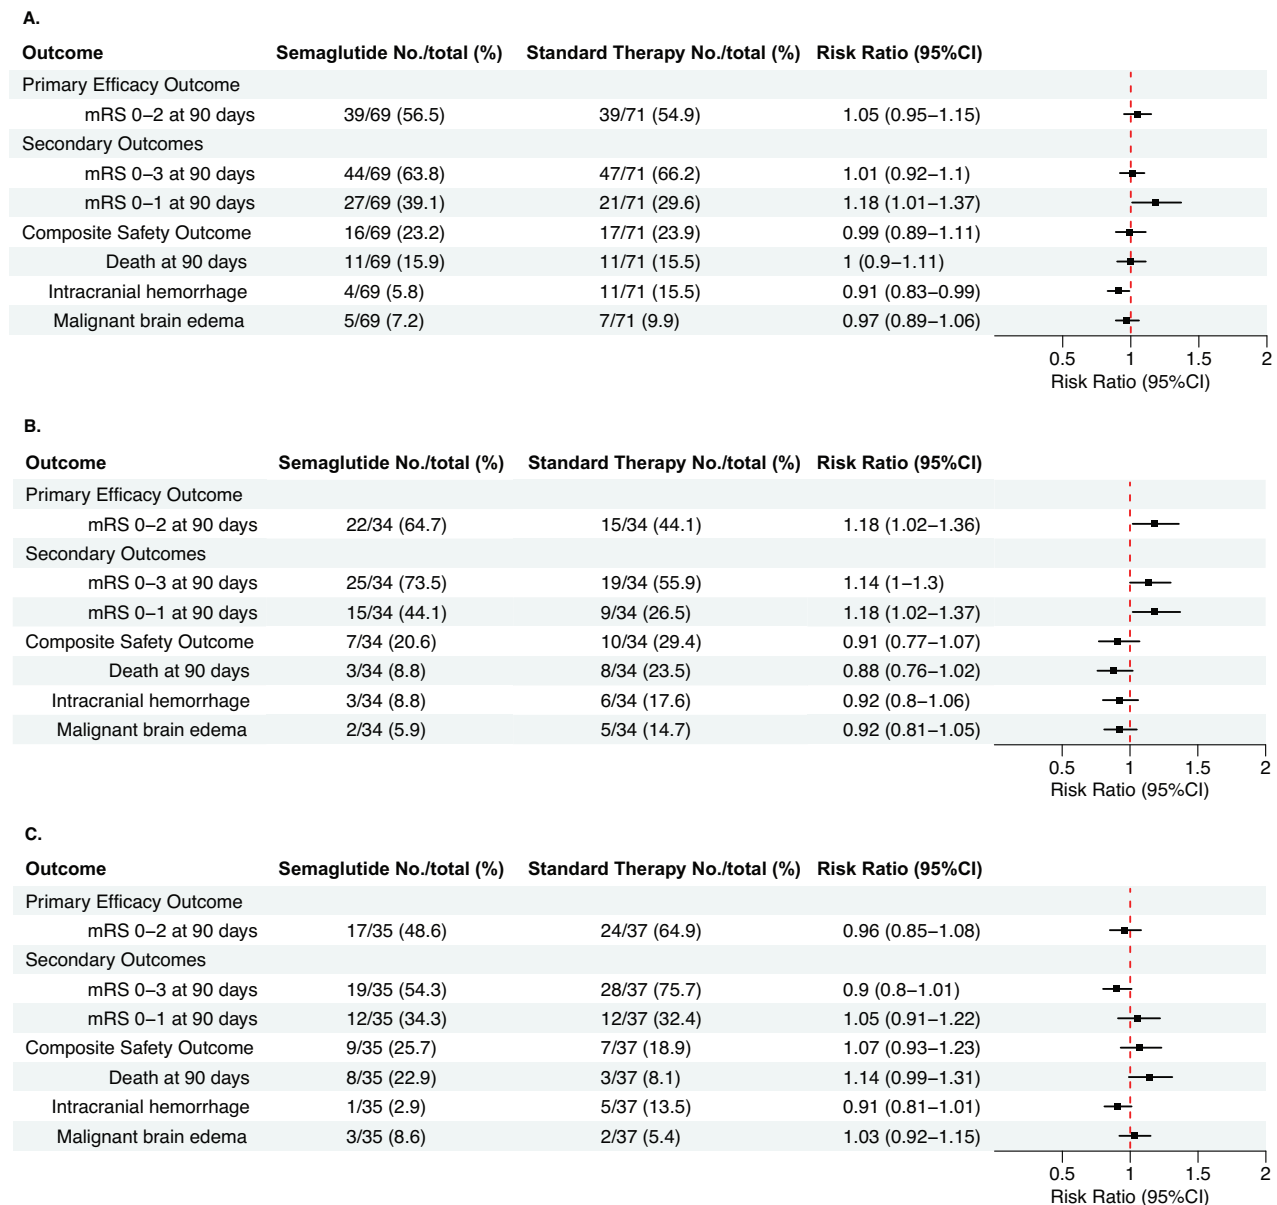 A.
Outcome Semaglutide No./total (%) Standard Therapy No./total (%) Risk Ratio (95%CI)
Primary Efficacy Outcome
mRS 0−2 at 90 days 39/69 (56.5) 39/71 (54.9) 1.05 (0.95−1.15)
Secondary Outcomes
mRS 0−3 at 90 days 44/69 (63.8) 47/71 (66.2) 1.01 (0.92−1.1)
mRS 0−1 at 90 days 27/69 (39.1) 21/71 (29.6) 1.18 (1.01−1.37)
Composite Safety Outcome 16/69 (23.2) 17/71 (23.9) 0.99 (0.89−1.11)
Death at 90 days 11/69 (15.9) 11/71 (15.5) 1 (0.9−1.11)
Intracranial hemorrhage 4/69 (5.8) 11/71 (15.5) 0.91 (0.83−0.99)
Malignant brain edema 5/69 (7.2) 7/71 (9.9) 0.97 (0.89−1.06)
0.5 1 1.5 2
Risk Ratio (95%CI)
B.
Outcome Semaglutide No./total (%) Standard Therapy No./total (%) Risk Ratio (95%CI)
Primary Efficacy Outcome
mRS 0−2 at 90 days 22/34 (64.7) 15/34 (44.1) 1.18 (1.02−1.36)
Secondary Outcomes
mRS 0−3 at 90 days 25/34 (73.5) 19/34 (55.9) 1.14 (1−1.3)
mRS 0−1 at 90 days 15/34 (44.1) 9/34 (26.5) 1.18 (1.02−1.37)
Composite Safety Outcome 7/34 (20.6) 10/34 (29.4) 0.91 (0.77−1.07)
Death at 90 days 3/34 (8.8) 8/34 (23.5) 0.88 (0.76−1.02)
Intracranial hemorrhage 3/34 (8.8) 6/34 (17.6) 0.92 (0.8−1.06)
Malignant brain edema 2/34 (5.9) 5/34 (14.7) 0.92 (0.81−1.05)
0.5 1 1.5 2
Risk Ratio (95%CI)
C.
Outcome Semaglutide No./total (%) Standard Therapy No./total (%) Risk Ratio (95%CI)
Primary Efficacy Outcome
mRS 0−2 at 90 days 17/35 (48.6) 24/37 (64.9) 0.96 (0.85−1.08)
Secondary Outcomes
mRS 0−3 at 90 days 19/35 (54.3) 28/37 (75.7) 0.9 (0.8−1.01)
mRS 0−1 at 90 days 12/35 (34.3) 12/37 (32.4) 1.05 (0.91−1.22)
Composite Safety Outcome 9/35 (25.7) 7/37 (18.9) 1.07 (0.93−1.23)
Death at 90 days 8/35 (22.9) 3/37 (8.1) 1.14 (0.99−1.31)
Intracranial hemorrhage 1/35 (2.9) 5/37 (13.5) 0.91 (0.81−1.01)
Malignant brain edema 3/35 (8.6) 2/37 (5.4) 1.03 (0.92−1.15)
0.5 1 1.5 2
Risk Ratio (95%CI)